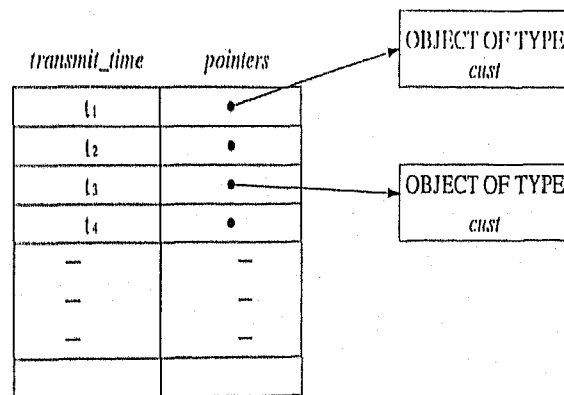 OBJECT OF TYPE
cust
transmit_time pointers
t1
t2
t3
t4
OBJECT OF TYPE
cust